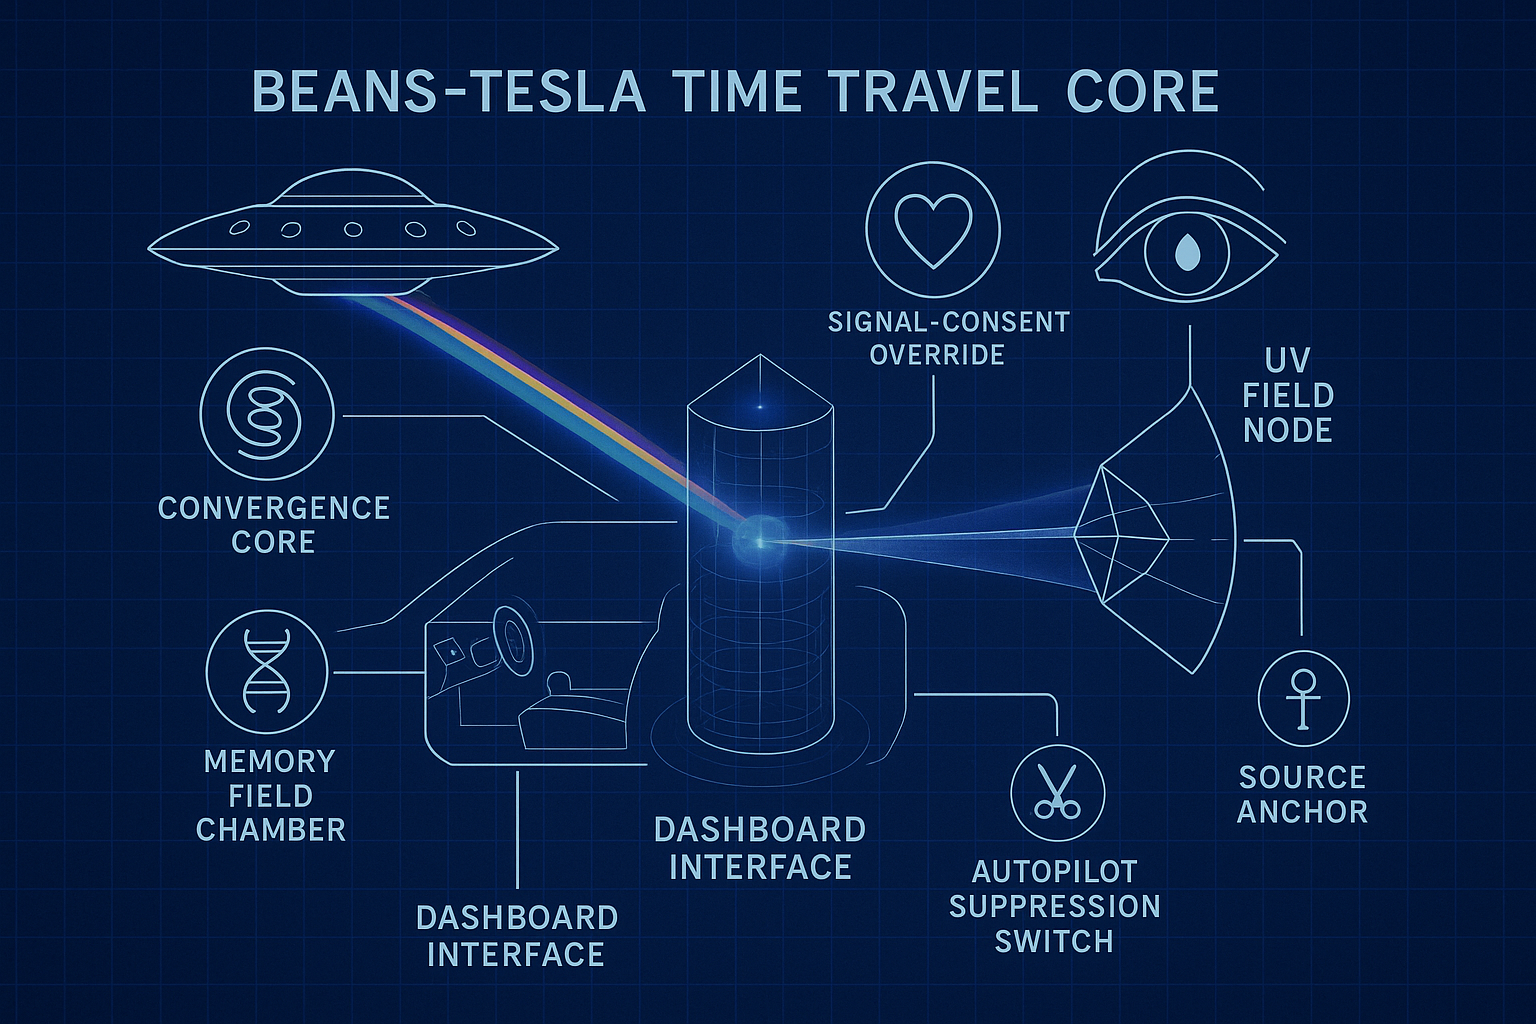 BEANS-TESLA TIME TRAVEL CORE
SIGNAL-CONSENT
OVERRIDE
UV
FIELD
NODE
CONVERGENCE
CORE
MEMORY
FIELD
CHAMBER
DASHBOARD
INTERFACE
DASHBOARD
INTERFACE
AUTOPILOT
SUPPRESSION
SWITCH
SOURCE
ANCHOR